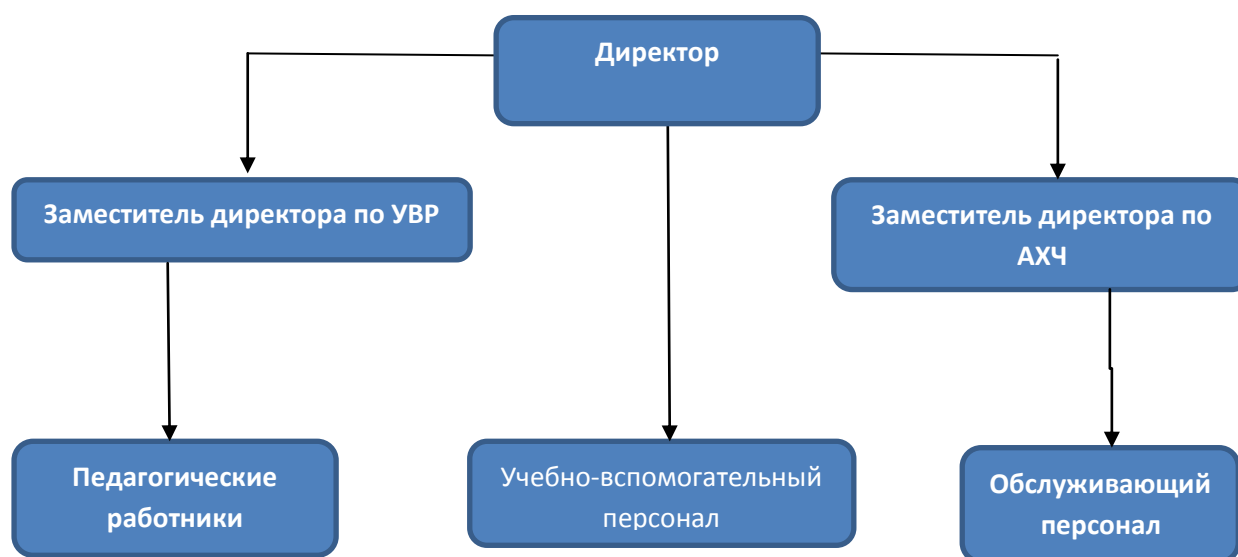 Директор
Заместитель директора по УВР
Заместитель директора по
АХЧ
Педагогические
работники
Учебно-вспомогательный
персонал
Обслуживающий
персонал